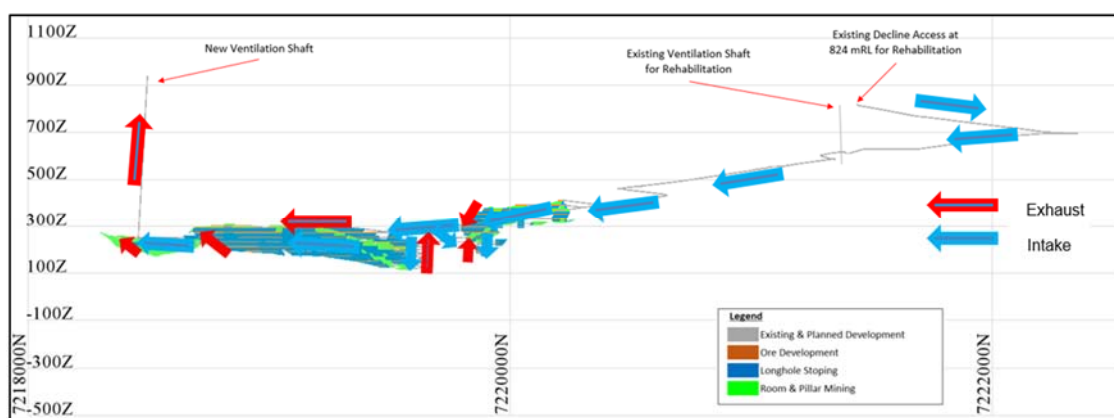 1100Z
900Z
700Z
500Z
300Z
100Z
-100Z
-300Z
-500Z
7218000N
7220000N
7222000N
New Ventilation Shaft
Existing Ventilation Shaft
for Rehabilitation
Existing Decline Access at
824 mRL for Rehabilitation
Exhaust
Intake
Legend
Existing & Planned Development
Ore Development
Longhole Stoping
Room & Pillar Mining